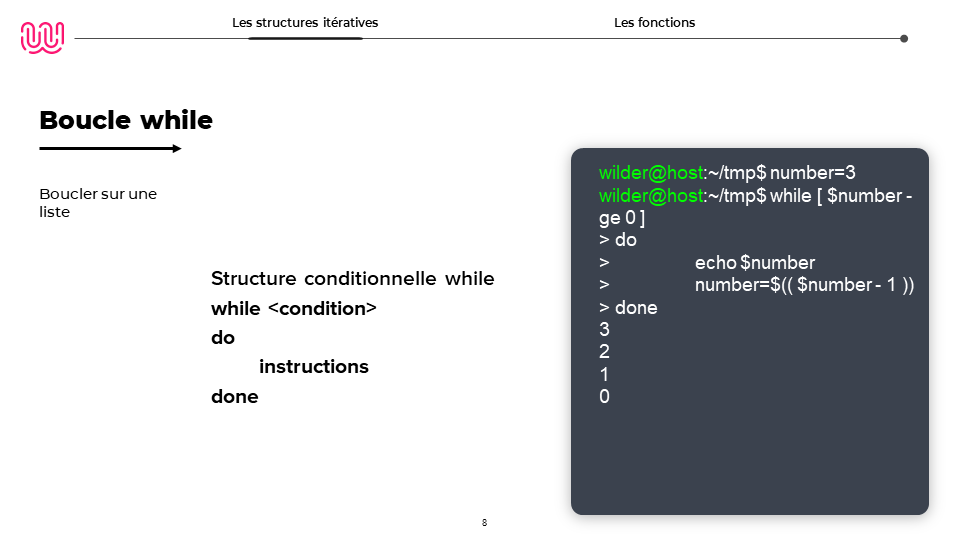 Les structures itératives
Les fonctions
Boucle while
Boucler sur une
liste
Structure conditionnelle while
while <condition>
do
instructions
done
wilder@host:~/tmp$ number=3
wilder@host:~/tmp$ while [ $number -
ge 0 ]
> do
> echo $number
> number=$(( $number - 1 ))
> done
3
2
1
0
8